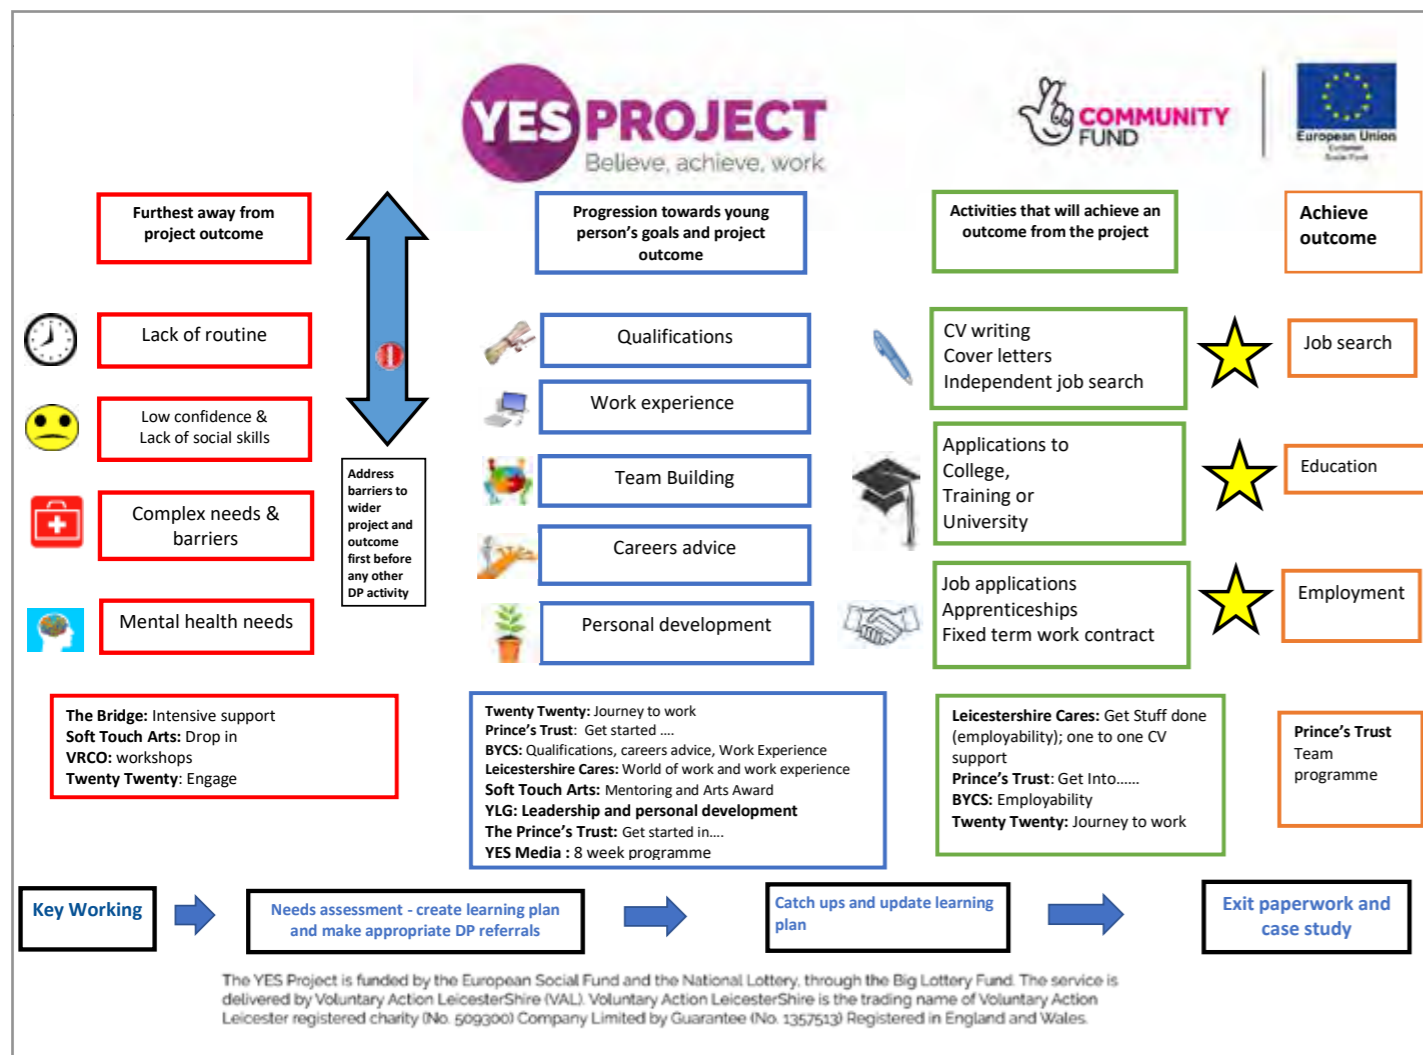 YES PROJECT
Believe, achieve, work
COMMUNITY
FUND
European Union
European
Social Fund
Furthest away from
project outcome
Progression towards young
person's goals and project
outcome
Activities that will achieve an
outcome from the project
Achieve
outcome
Lack of routine
Low confidence &
Lack of social skills
Complex needs &
barriers
Mental health needs
Address
barriers to
wider
project and
outcome
first before
any other
DP activity
Qualifications
Work experience
Team Building
Careers advice
Personal development
CV writing
Cover letters
Independent job search
Applications to
College,
Training or
University
Job applications
Apprenticeships
Fixed term work contract
Job search
Education
Employment
The Bridge: Intensive support
Soft Touch Arts: Drop in
VRCO: workshops
Twenty Twenty: Engage
Twenty Twenty: Journey to work
Prince's Trust: Get started ....
BYCS: Qualifications, careers advice, Work Experience
Leicestershire Cares: World of work and work experience
Soft Touch Arts: Mentoring and Arts Award
YLG: Leadership and personal development
The Prince's Trust: Get started in....
YES Media : 8 week programme
Leicestershire Cares: Get Stuff done
(employability); one to one CV
support
Prince's Trust: Get Into......
BYCS: Employability
Twenty Twenty: Journey to work
Prince's Trust
Team
programme
Key Working
Needs assessment - create learning plan
and make appropriate DP referrals
Catch ups and update learning
plan
Exit paperwork and
case study
The YES Project is funded by the European Social Fund and the National Lottery, through the Big Lottery Fund. The service is
delivered by Voluntary Action LeicesterShire (VAL). Voluntary Action LeicesterShire is the trading name of Voluntary Action
Leicester registered charity (No. 509300) Company Limited by Guarantee (No. 1357513) Registered in England and Wales.